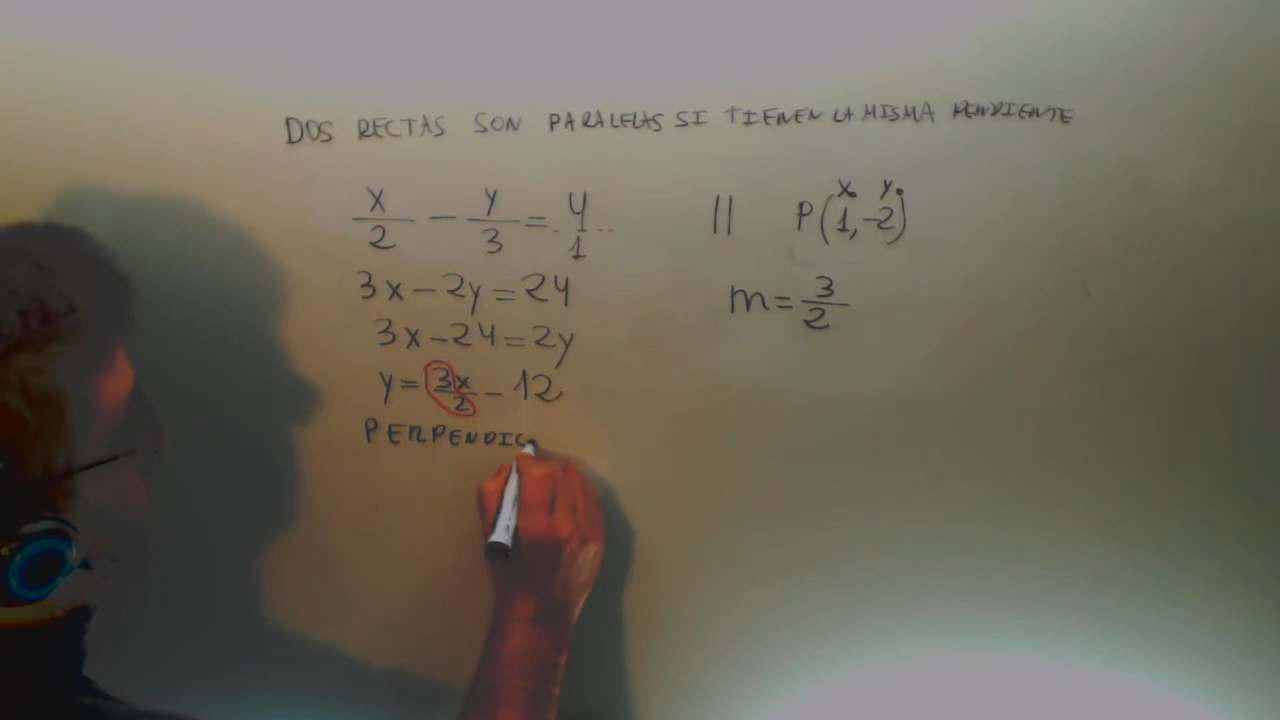 DOS RECTAS SON PARALELAS SI TIENEN LA MISMA PENDIENTE
x/2 - y/3 = 4/1
|| P(1,-2)
x. y.
3x-2y=24
m=3/2
3x-24=2y
y=3x/2-12
PERPENDIC